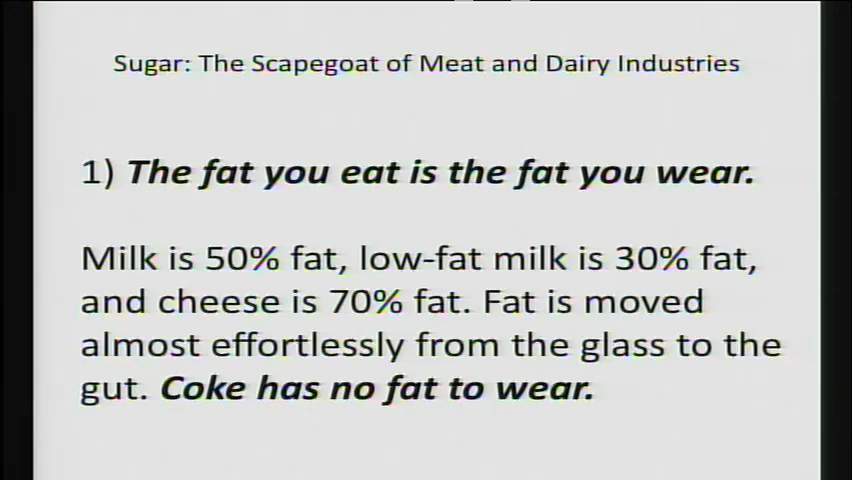 Sugar: The Scapegoat of Meat and Dairy Industries
1) The fat you eat is the fat you wear.
Milk is 50% fat, low-fat milk is 30% fat,
and cheese is 70% fat. Fat is moved
almost effortlessly from the glass to the
gut. Coke has no fat to wear.